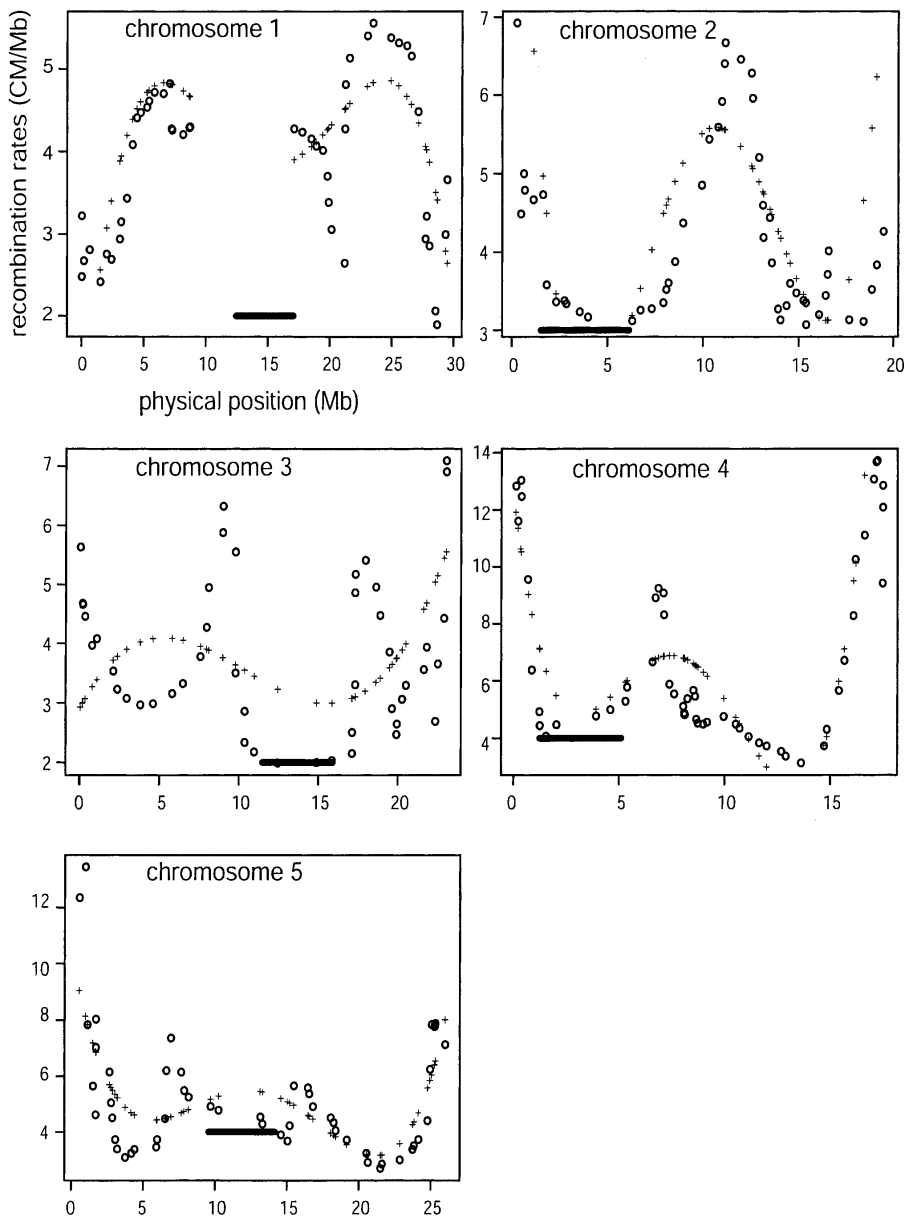 chromosome 1
chromosome 2
recombination rates (CM/Mb)
5
4
3
2
0 5 10 15 20 25 30
7
6
5
4
3
0 5 10 15 20
physical position (Mb)
chromosome 3
chromosome 4
7
6
5
4
3
2
0 5 10 15 20
14
12
10
8
6
4
0 5 10 15
chromosome 5
12
10
8
6
4
0 5 10 15 20 25